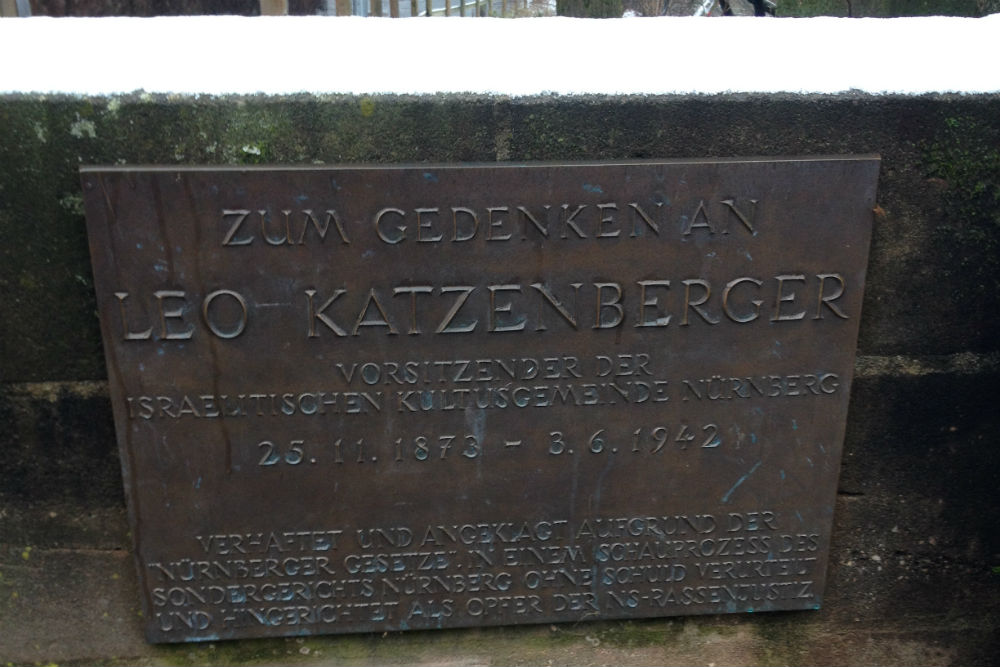 ZUM GEDENKEN AN
LEO KATZENBERGER
VORSITZENDER DER
ISRAELITISCHEN KULTUSGEMEINDE NÜRNBERG
25. 11. 1873 - 3. 6. 1942
VERHAFTET UND ANGEKLAGT AUFGRUND DER
"NÜRNBERGER GESETZE" IN EINEM SCHAUPROZESS DES
SONDERGERICHTS NÜRNBERG OHNE SCHULD VERURTEILT
UND HINGERICHTET ALS OPFER DER NS-RASSENJUSTIZ